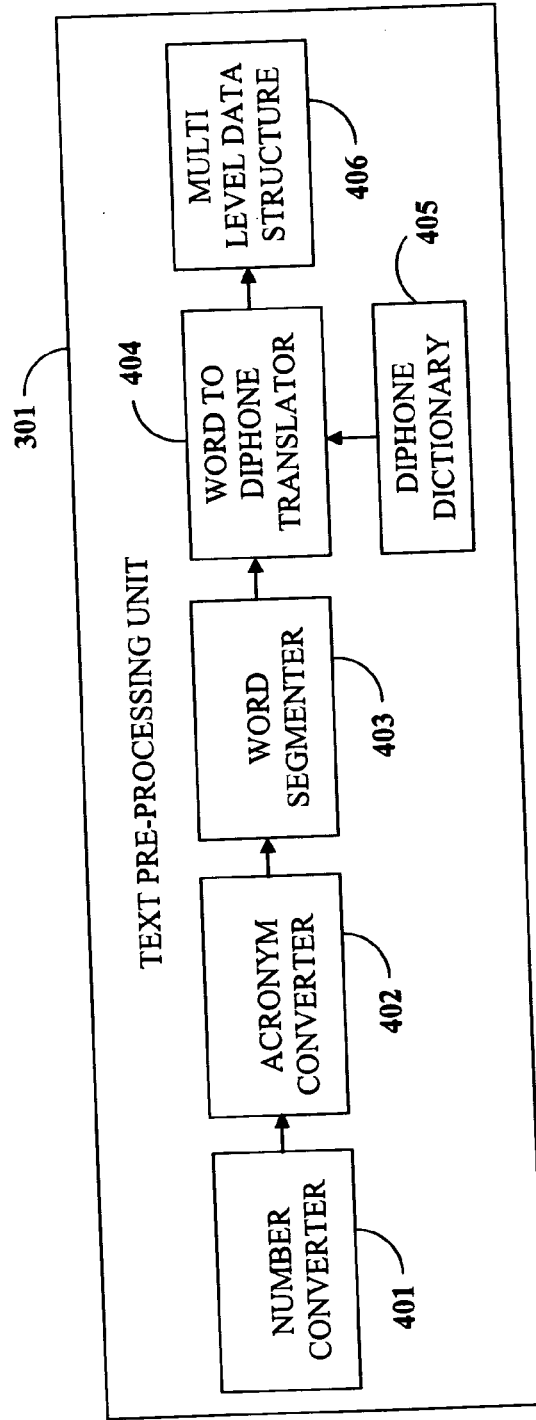 301
TEXT PRE-PROCESSING UNIT
NUMBER
CONVERTER
401
ACRONYM
CONVERTER
402
WORD
SEGMENTER
403
WORD TO
DIPHONE
TRANSLATOR
404
DIPHONE
DICTIONARY
405
MULTI
LEVEL DATA
STRUCTURE
406